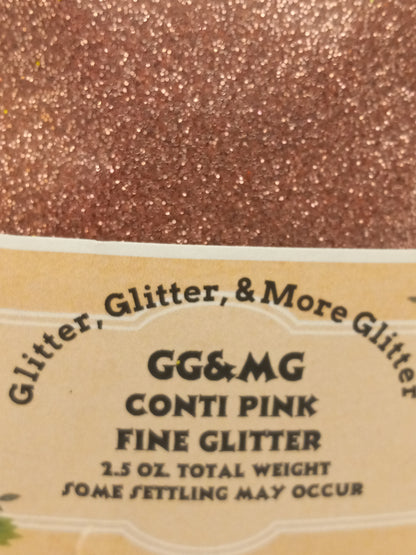 Glitter, Glitter, & More Glitter
GG&MG
CONTI PINK
FINE GLITTER
2.5 OZ. TOTAL WEIGHT
SOME SETTLING MAY OCCUR